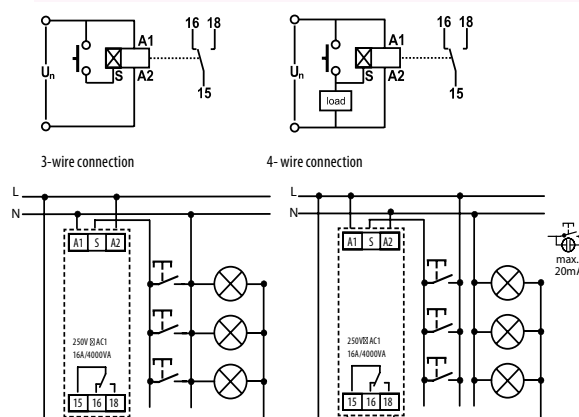 16 18
A1
Un
S A2
15
16 18
A1
Un
S A2
load
15
3-wire connection
4- wire connection
L
N
A1 S A2
250V AC1
16A/4000VA
15 16 18
L
N
A1 S A2
250V AC1
16A/4000VA
15 16 18
max.
20mA